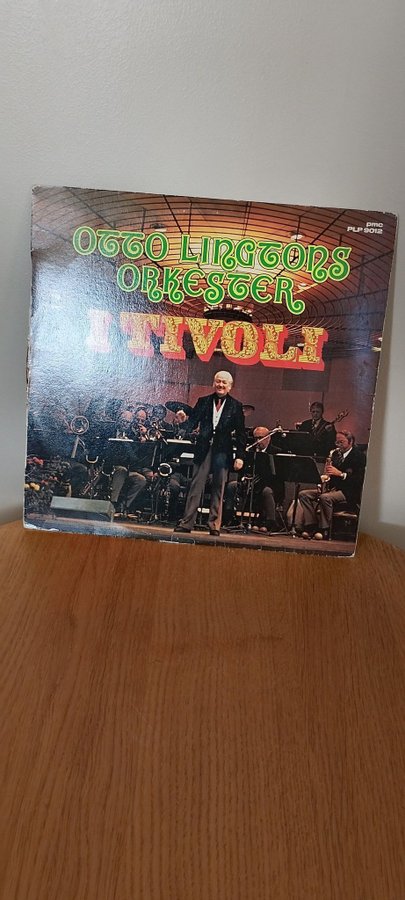 pmc
PLP 9012
OTTO LINGTONS
ORKESTER
I TIVOLI